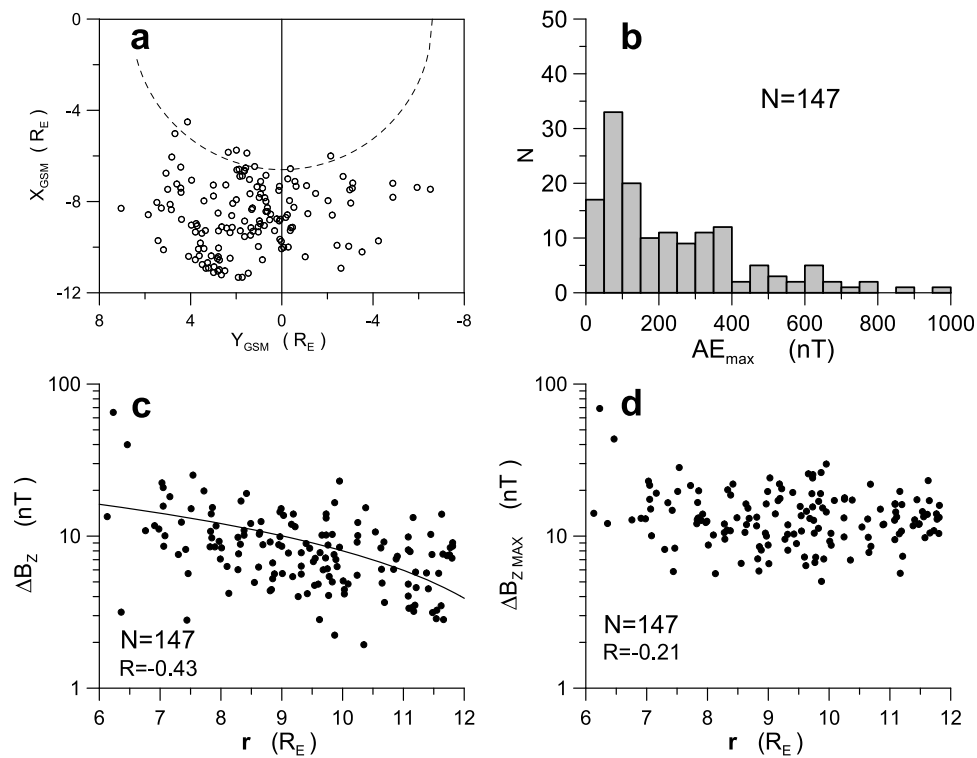 a
0
-4
-8
-12
X_GSM (R_E)
8 4 0 -4 -8
Y_GSM (R_E)
b
N=147
50
40
30
20
10
0
N
0 200 400 600 800 1000
AE_max (nT)
c
100
10
1
ΔB_Z (nT)
N=147
R=-0.43
6 7 8 9 10 11 12
r (R_E)
d
100
10
1
ΔB_Z MAX (nT)
N=147
R=-0.21
6 7 8 9 10 11 12
r (R_E)